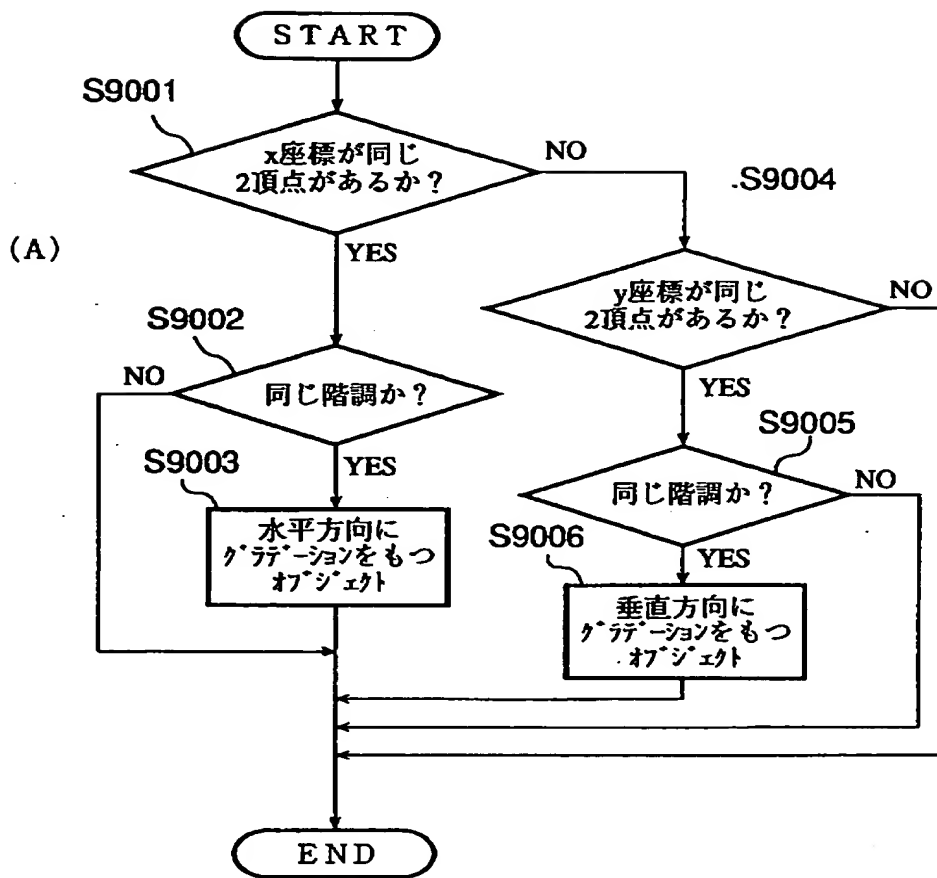 START
S9001
x座標が同じ
2頂点があるか？
NO
S9004
(A)
YES
y座標が同じ
2頂点があるか？
NO
S9002
NO
同じ階調か？
YES
S9005
S9003
YES
同じ階調か？
NO
水平方向に
ｸﾞﾗﾃﾞｰｼｮﾝをもつ
ｵﾌﾞｼﾞｪｸﾄ
S9006
YES
垂直方向に
ｸﾞﾗﾃﾞｰｼｮﾝをもつ
ｵﾌﾞｼﾞｪｸﾄ
END